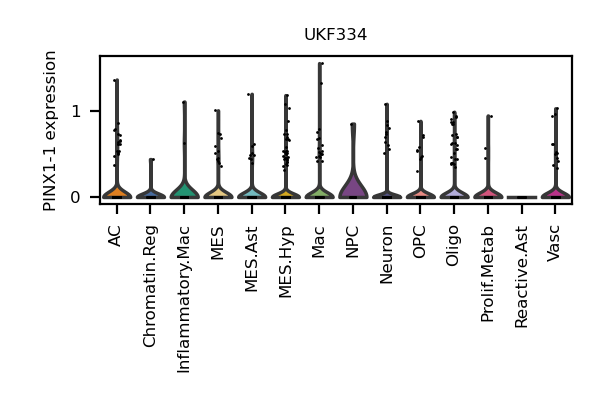 UKF334
PINX1-1 expression
1
0
AC
Chromatin.Reg
Inflammatory.Mac
MES
MES.Ast
MES.Hyp
Mac
NPC
Neuron
OPC
Oligo
Prolif.Metab
Reactive.Ast
Vasc